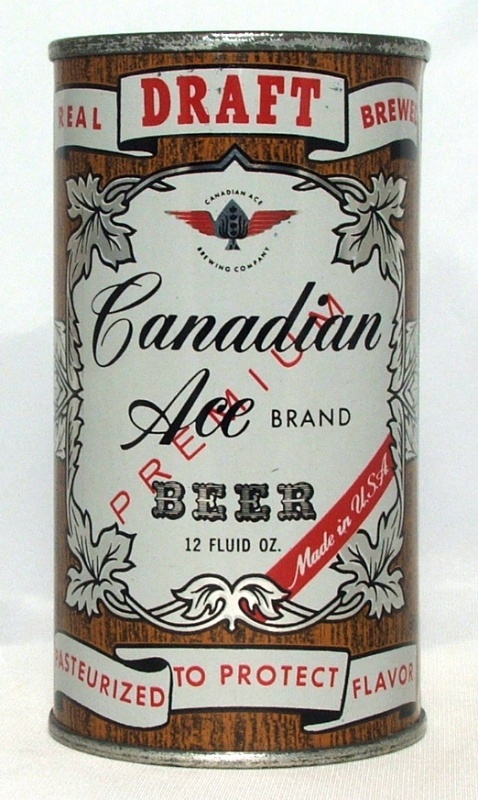 REAL DRAFT BREWED
CANADIAN ACE
BREWING COMPANY
Canadian
Ace BRAND
PREMIUM
BEER
12 FLUID OZ.
Made in U.S.A.
PASTEURIZED TO PROTECT FLAVOR